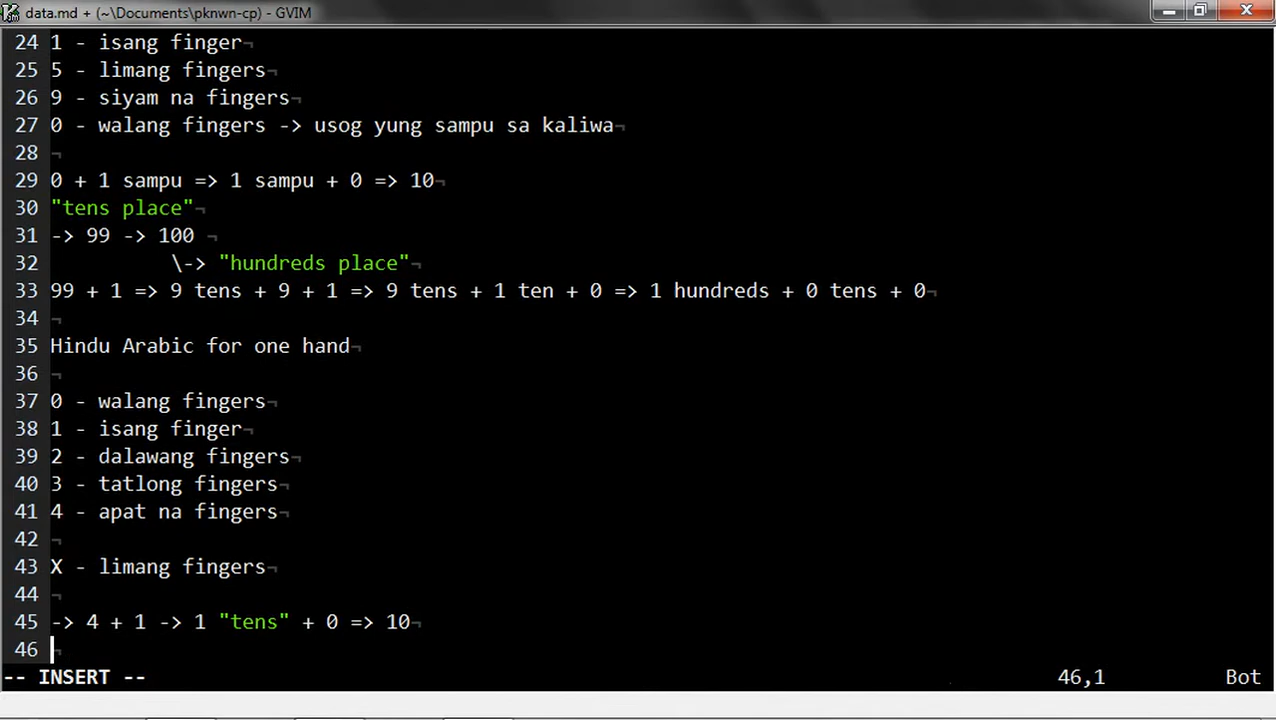 data.md + (~\Documents\pknwn-cp) - GVIM
24 1 - isang finger¬
25 5 - limang fingers¬
26 9 - siyam na fingers¬
27 0 - walang fingers -> usog yung sampu sa kaliwa¬
28 ¬
29 0 + 1 sampu => 1 sampu + 0 => 10¬
30 "tens place"¬
31 -> 99 -> 100 ¬
32           \-> "hundreds place"¬
33 99 + 1 => 9 tens + 9 + 1 => 9 tens + 1 ten + 0 => 1 hundreds + 0 tens + 0¬
34 ¬
35 Hindu Arabic for one hand¬
36 ¬
37 0 - walang fingers¬
38 1 - isang finger¬
39 2 - dalawang fingers¬
40 3 - tatlong fingers¬
41 4 - apat na fingers¬
42 ¬
43 X - limang fingers¬
44 ¬
45 -> 4 + 1 -> 1 "tens" + 0 => 10¬
46 ¬
-- INSERT -- 46,1 Bot